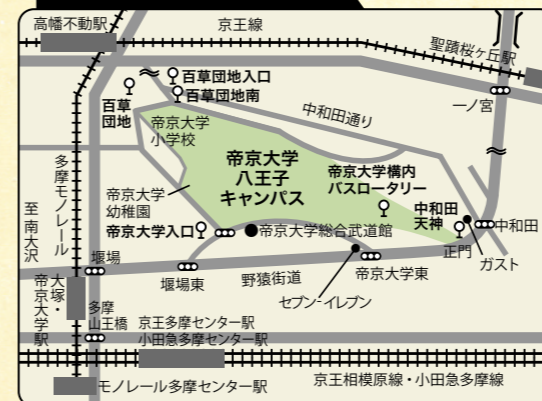 高幡不動駅
京王線
聖蹟桜ヶ丘駅
百草団地入口
百草団地南
百草
団地
一ノ宮
中和田通り
帝京大学
小学校
帝京大学
八王子
キャンパス
帝京大学構内
バスロータリー
多摩モノレール
至 南大沢
帝京大学
幼稚園
中和田
天神
帝京大学入口
帝京大学総合武道館
中和田
正門
ガスト
堰場
堰場東
野猿街道
帝京大学東
セブン-イレブン
大塚・
帝京大学駅
多摩
山王橋
京王多摩センター駅
小田急多摩センター駅
モノレール多摩センター駅
京王相模原線・小田急多摩線